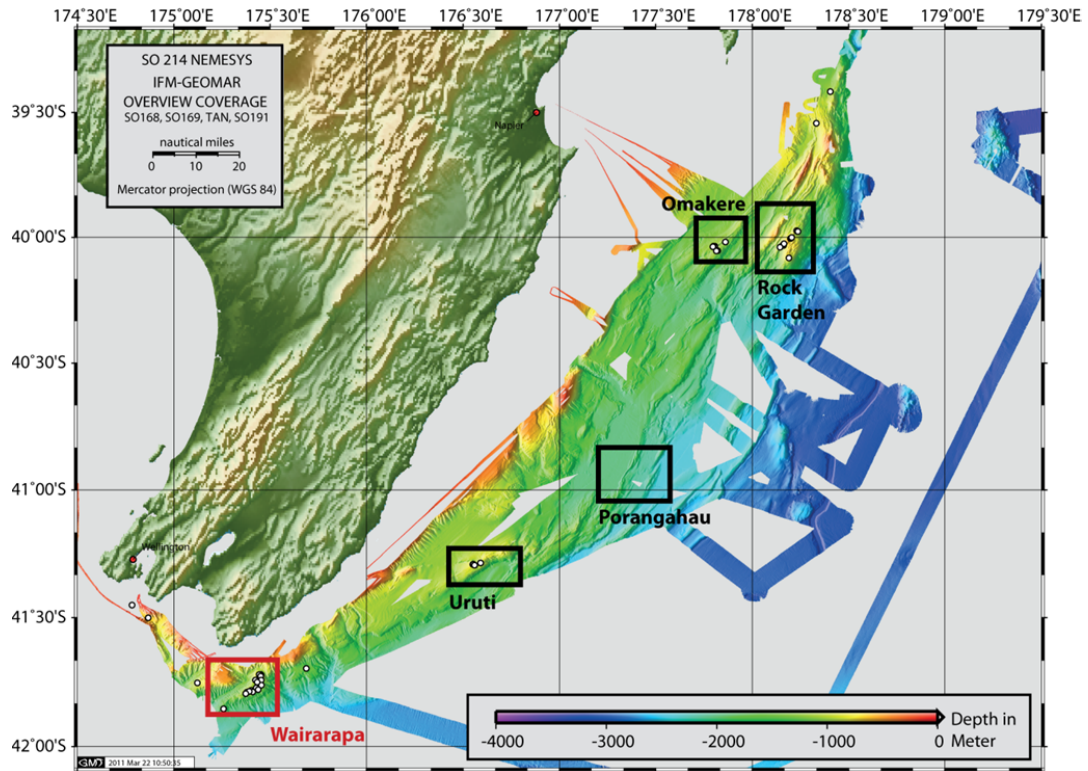 174°30'E 175°00'E 175°30'E 176°00'E 176°30'E 177°00'E 177°30'E 178°00'E 178°30'E 179°00'E 179°30'E
SO 214 NEMESYS
IFM-GEOMAR
OVERVIEW COVERAGE
SO168, SO169, TAN, SO191
nautical miles
0 10 20
Mercator projection (WGS 84)
39°30'S
Napier
Omakere
40°00'S
Rock
Garden
40°30'S
41°00'S
Porangahau
Wellington
Uruti
41°30'S
Wairarapa
42°00'S
Depth in
-4000 -3000 -2000 -1000 0 Meter
GMD 2011 Mar 22 10:50:35